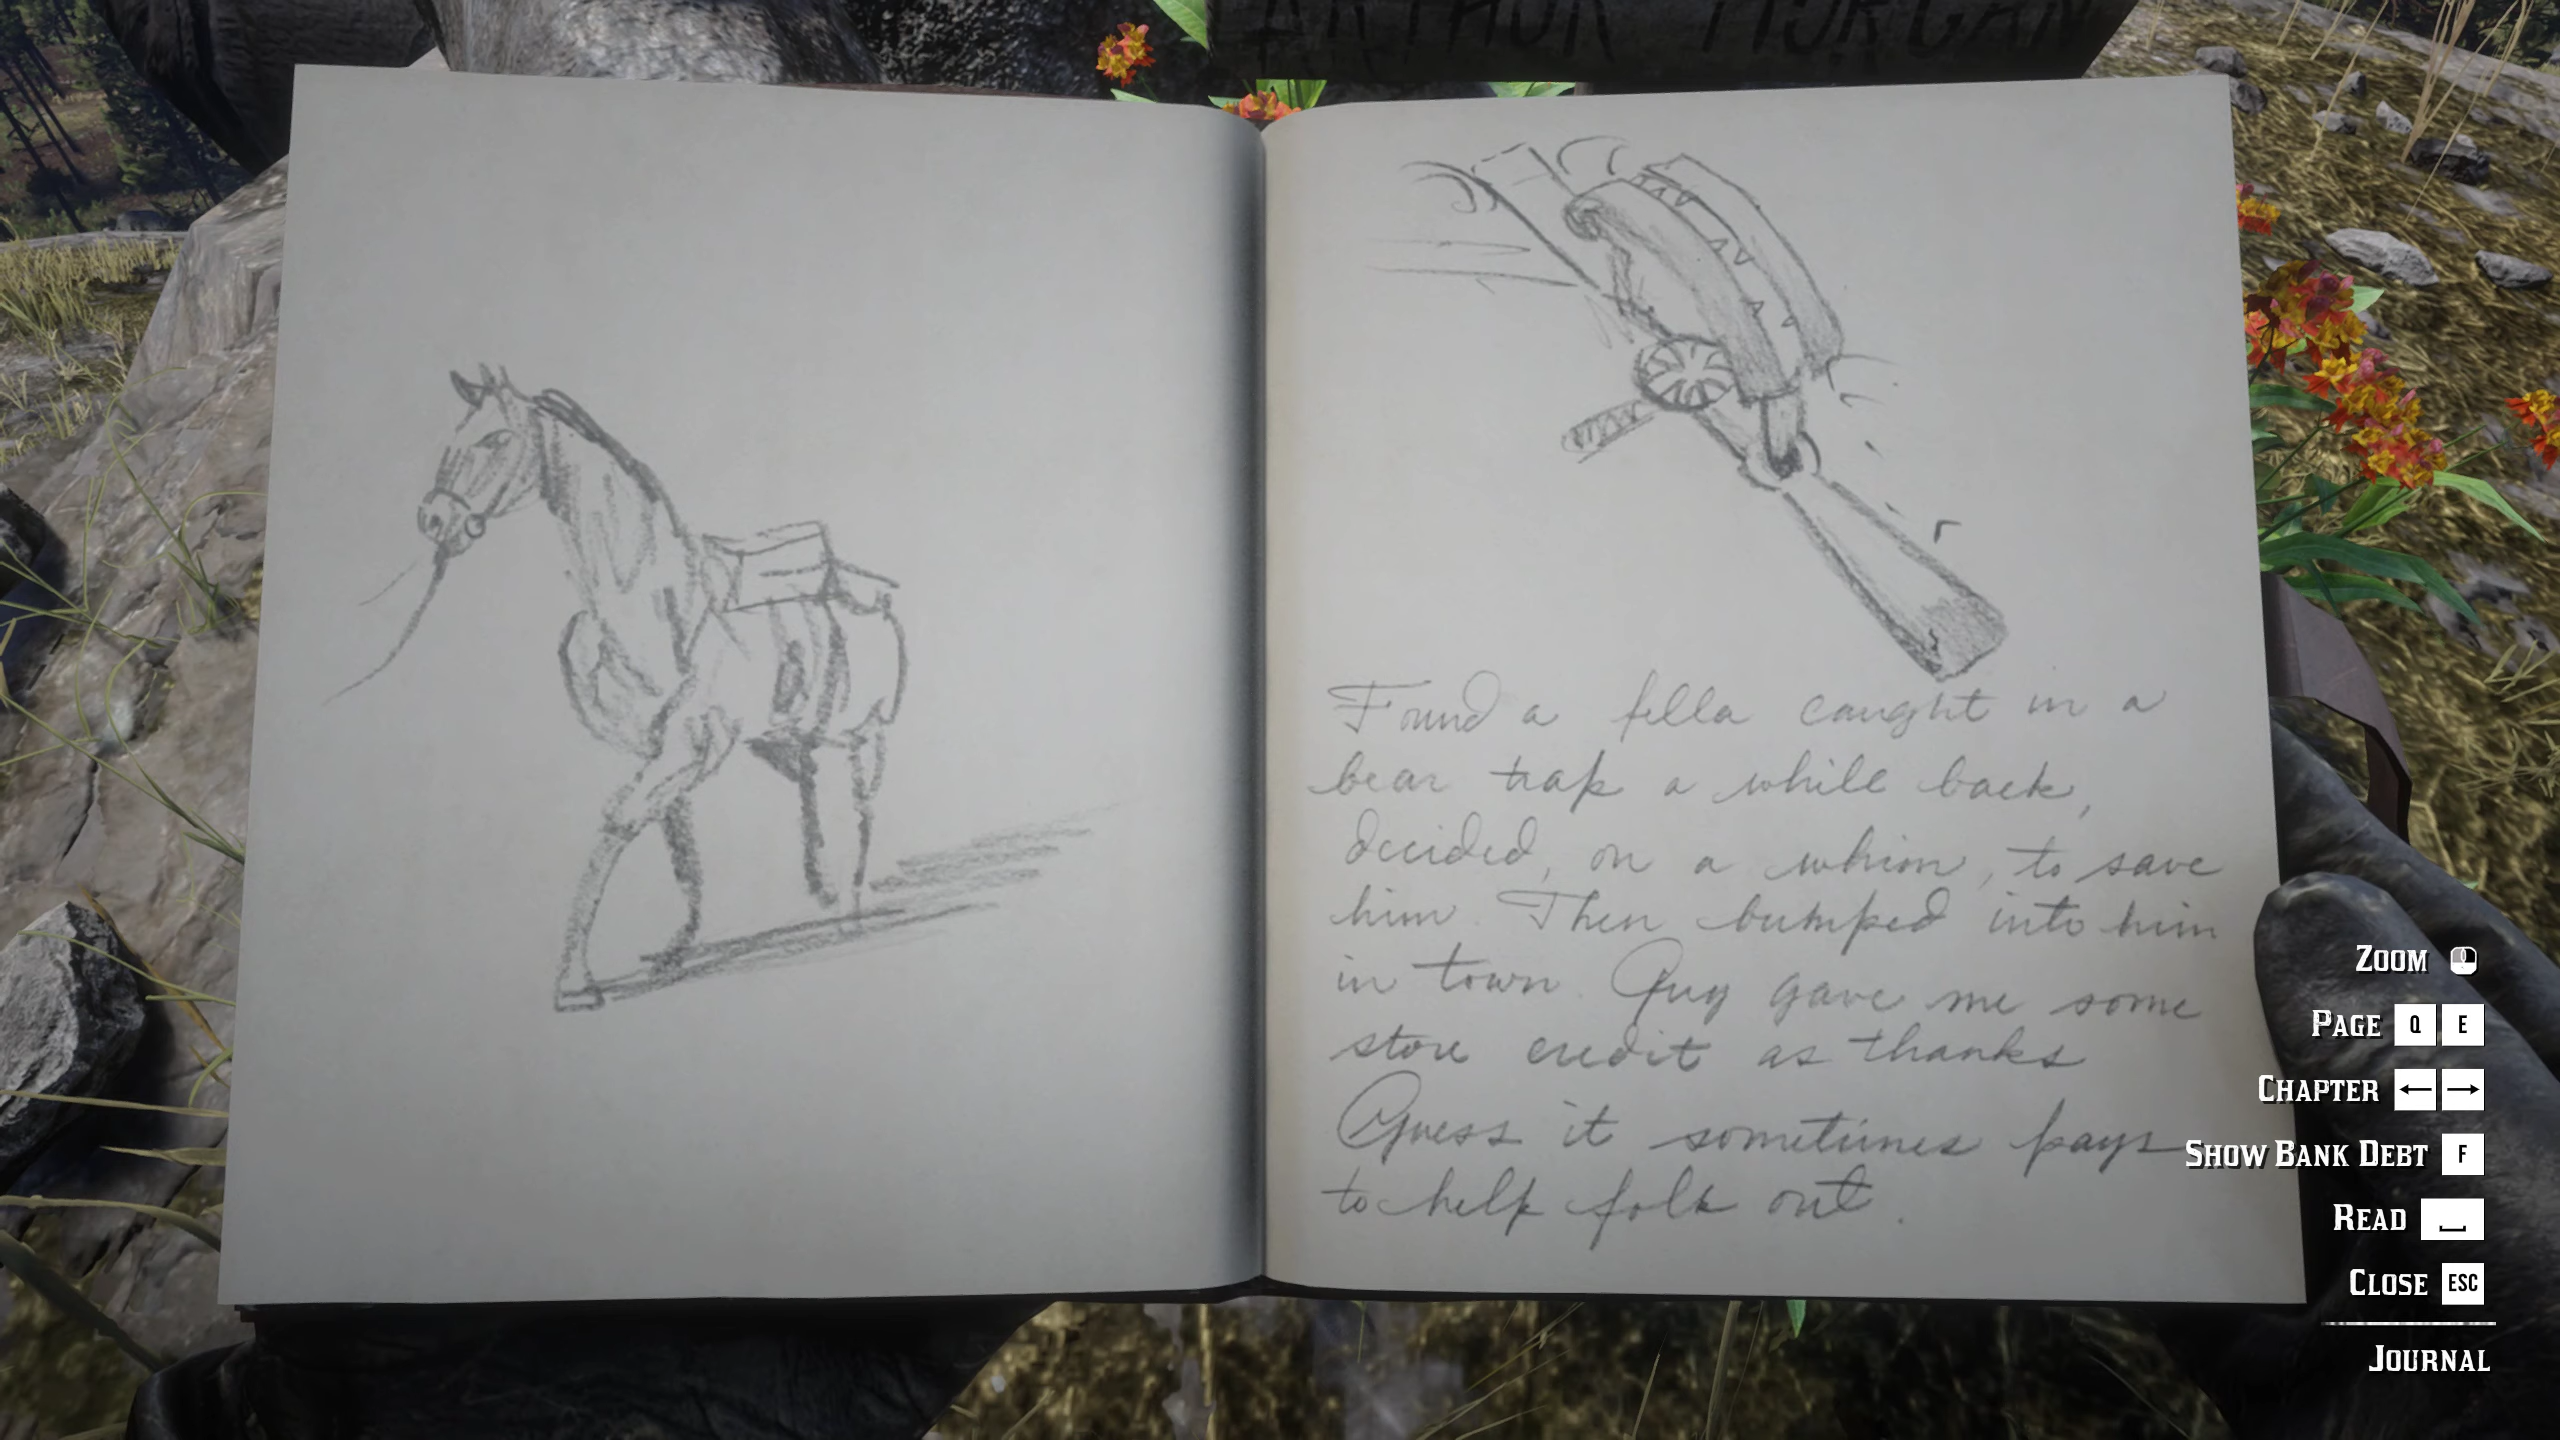 ARTHUR MORGAN
Found a fella caught in a
bear trap a while back,
decided, on a whim, to save
him. Then bumped into him
in town. Guy gave me some
store credit as thanks
Guess it sometimes pays
to help folk out.
ZOOM
PAGE Q E
CHAPTER ← →
SHOW BANK DEBT F
READ
CLOSE ESC
JOURNAL